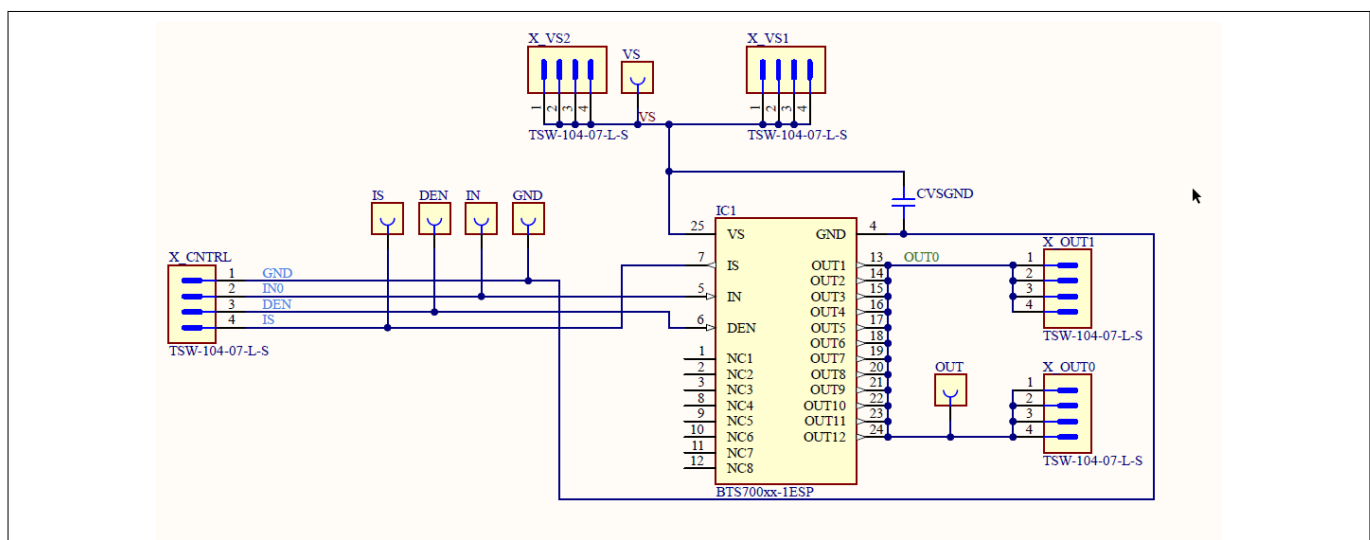 X_VS2
VS
X_VS1
1 2 3 4
VS
1 2 3 4
TSW-104-07-L-S
TSW-104-07-L-S
IS
DEN
IN
GND
CVSGND
IC1
25
VS
GND
4
X_CNTRL
1
GND
2
IN0
3
DEN
4
IS
TSW-104-07-L-S
7
IS
5
IN
6
DEN
1
NC1
2
NC2
3
NC3
8
NC4
9
NC5
10
NC6
11
NC7
12
NC8
OUT1
13
OUT0
OUT2
14
OUT3
15
OUT4
16
OUT5
17
OUT6
18
OUT7
19
OUT8
20
OUT9
21
OUT10
22
OUT11
23
OUT12
24
BTS700xx-1ESP
X_OUT1
1
2
3
4
TSW-104-07-L-S
OUT
X_OUT0
1
2
3
4
TSW-104-07-L-S